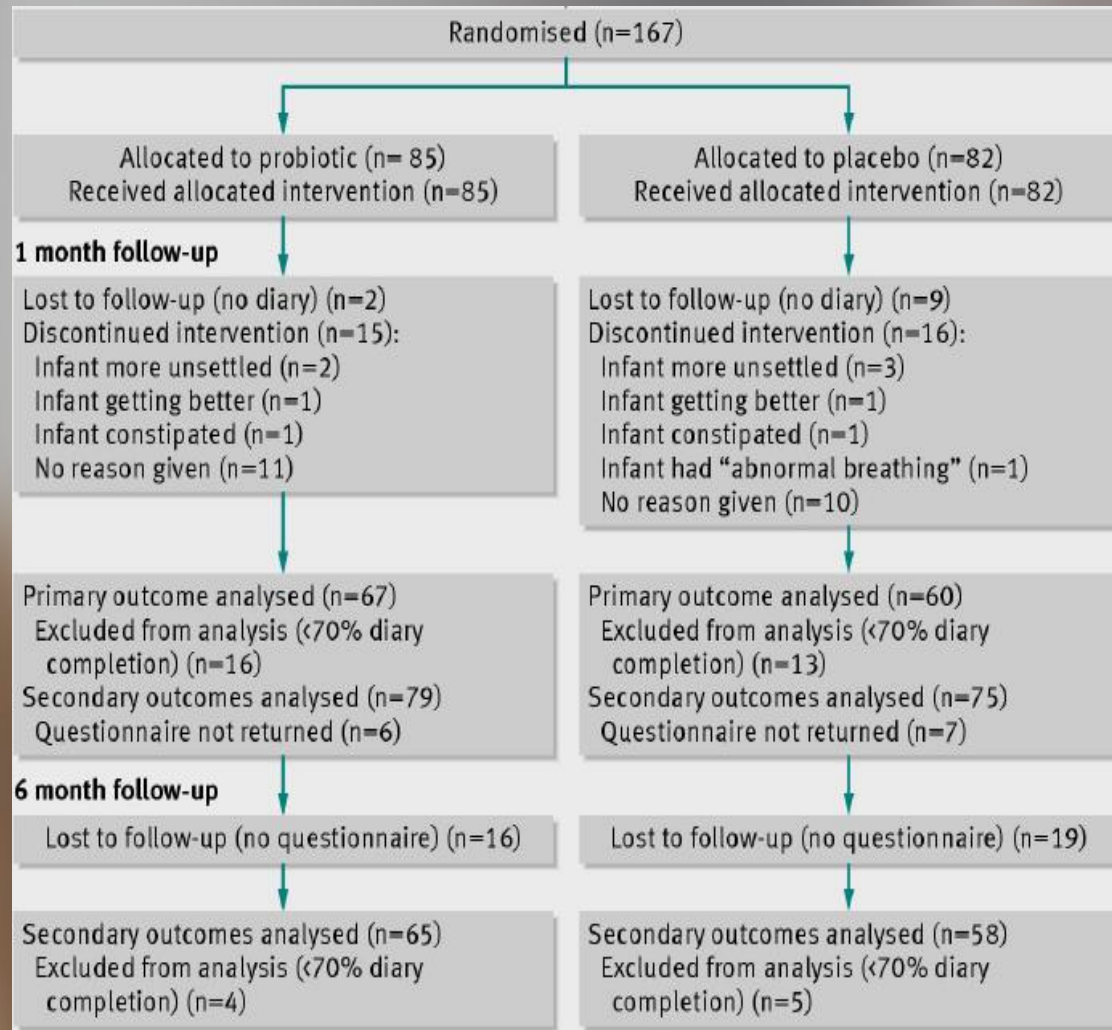 Randomised (n=167)
Allocated to probiotic (n= 85)
Received allocated intervention (n=85)
Allocated to placebo (n=82)
Received allocated intervention (n=82)
1 month follow-up
Lost to follow-up (no diary) (n=2)
Discontinued intervention (n=15):
Infant more unsettled (n=2)
Infant getting better (n=1)
Infant constipated (n=1)
No reason given (n=11)
Lost to follow-up (no diary) (n=9)
Discontinued intervention (n=16):
Infant more unsettled (n=3)
Infant getting better (n=1)
Infant constipated (n=1)
Infant had “abnormal breathing” (n=1)
No reason given (n=10)
Primary outcome analysed (n=67)
Excluded from analysis (<70% diary
completion) (n=16)
Secondary outcomes analysed (n=79)
Questionnaire not returned (n=6)
Primary outcome analysed (n=60)
Excluded from analysis (<70% diary
completion) (n=13)
Secondary outcomes analysed (n=75)
Questionnaire not returned (n=7)
6 month follow-up
Lost to follow-up (no questionnaire) (n=16)
Lost to follow-up (no questionnaire) (n=19)
Secondary outcomes analysed (n=65)
Excluded from analysis (<70% diary
completion) (n=4)
Secondary outcomes analysed (n=58)
Excluded from analysis (<70% diary
completion) (n=5)